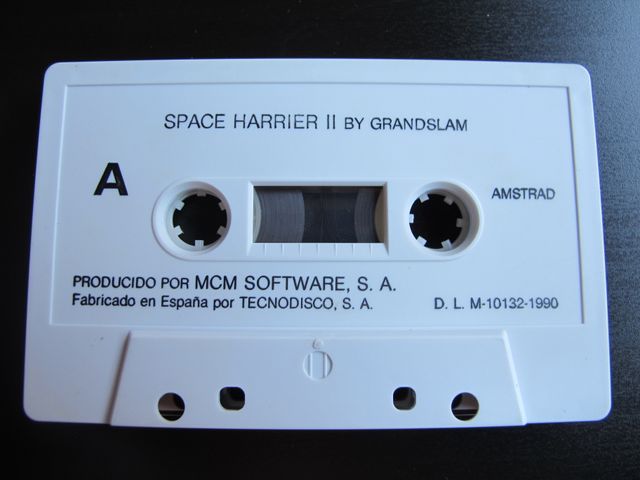 SPACE HARRIER II BY GRANDSLAM
A
AMSTRAD
PRODUCIDO POR MCM SOFTWARE, S. A.
Fabricado en España por TECNODISCO, S. A.
D. L. M-10132-1990